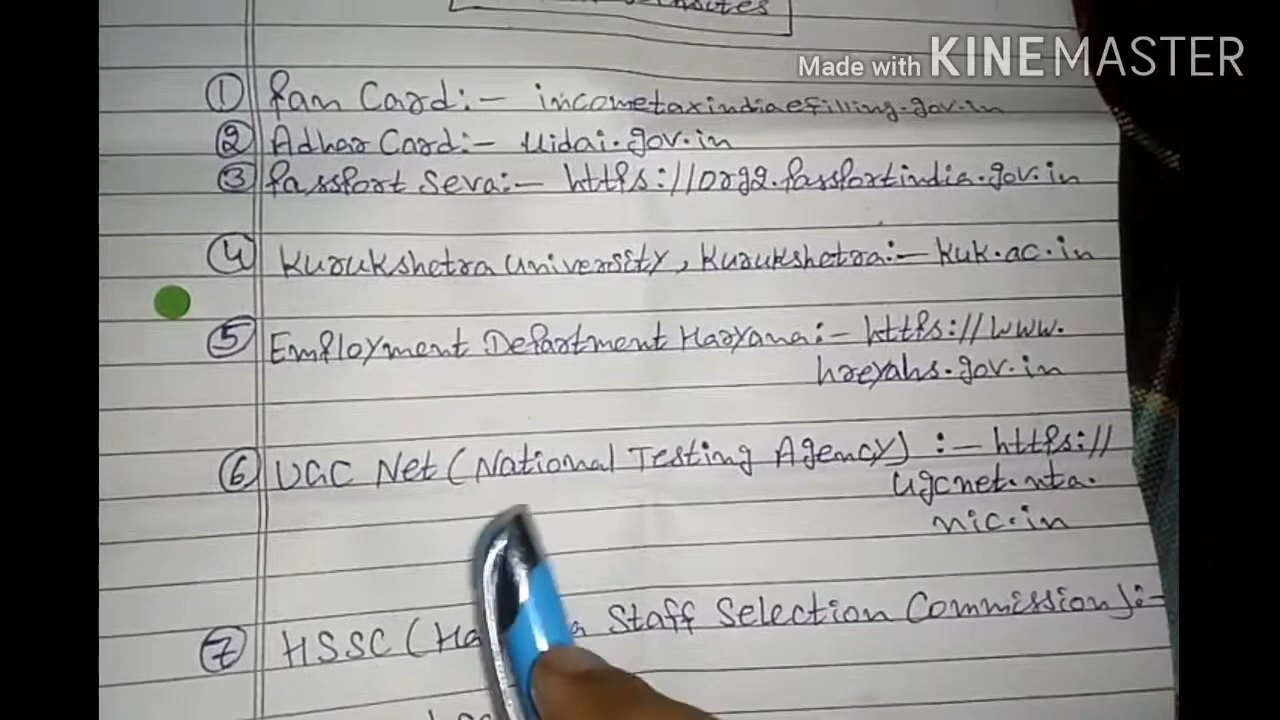 Made with KINEMASTER
① Pan Card:- incometaxindiaefilling.gov.in
② Adhar Card:- uidai.gov.in
③ Passport Seva:- https://org2.passportindia.gov.in
④ Kurukshetra University, Kurukshetra:- kuk.ac.in
⑤ Employment Department Haryana:- https://www.
hreyahs.gov.in
⑥ UGC Net (National Testing Agency) :- https://
ugcnet.nta.
nic.in
⑦ HSSC (Ha a Staff Selection Commission):-